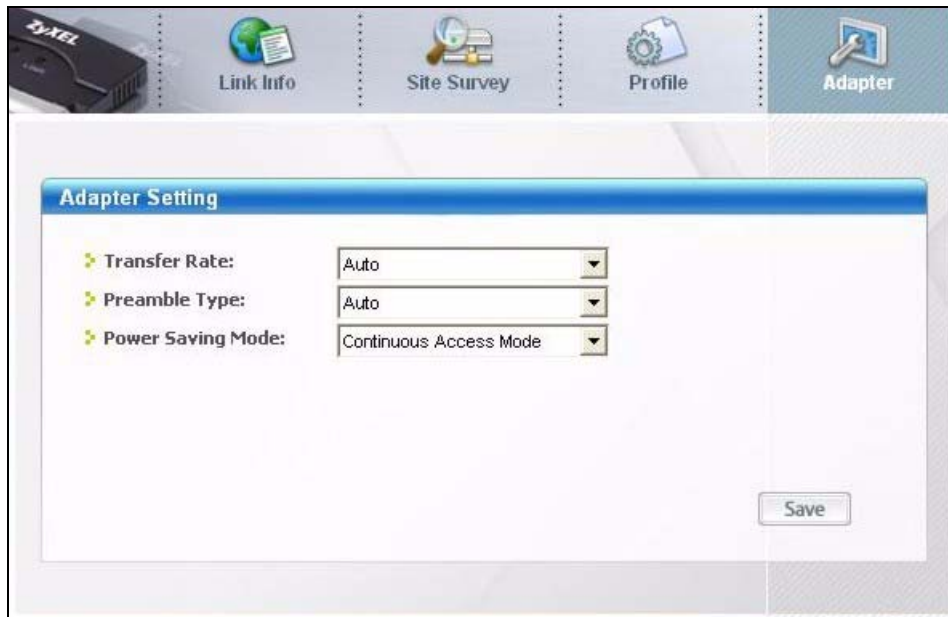 ZyXEL
Link Info
Site Survey
Profile
Adapter
Adapter Setting
Transfer Rate: Auto
Preamble Type: Auto
Power Saving Mode: Continuous Access Mode
Save